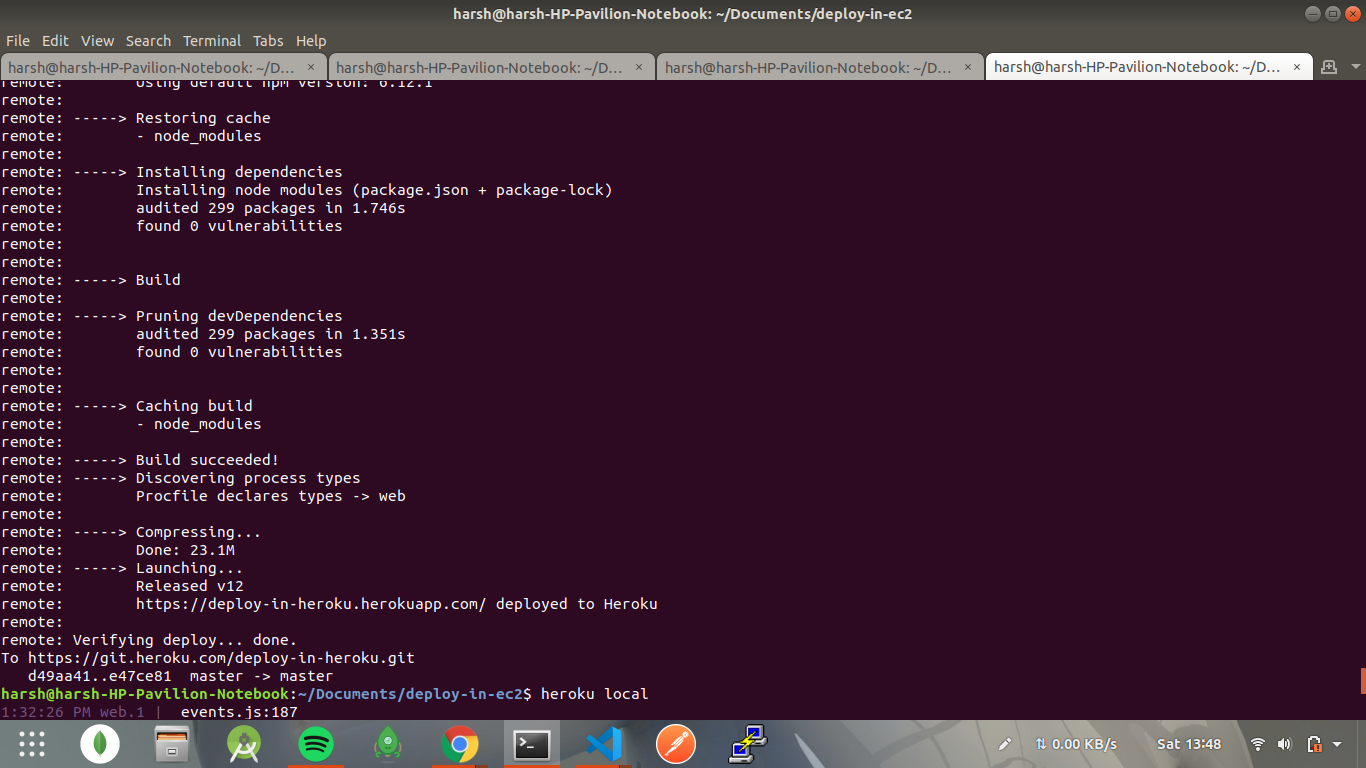 harsh@harsh-HP-Pavilion-Notebook: ~/Documents/deploy-in-ec2
File Edit View Search Terminal Tabs Help
harsh@harsh-HP-Pavilion-Notebook: ~/D... × harsh@harsh-HP-Pavilion-Notebook: ~/D... × harsh@harsh-HP-Pavilion-Notebook: ~/D... × harsh@harsh-HP-Pavilion-Notebook: ~/D... ×
remote:        Using default npm version: 6.12.1
remote:
remote: -----> Restoring cache
remote:        - node_modules
remote:
remote: -----> Installing dependencies
remote:        Installing node modules (package.json + package-lock)
remote:        audited 299 packages in 1.746s
remote:        found 0 vulnerabilities
remote:
remote:
remote: -----> Build
remote:
remote: -----> Pruning devDependencies
remote:        audited 299 packages in 1.351s
remote:        found 0 vulnerabilities
remote:
remote:
remote: -----> Caching build
remote:        - node_modules
remote:
remote: -----> Build succeeded!
remote: -----> Discovering process types
remote:        Procfile declares types -> web
remote:
remote: -----> Compressing...
remote:        Done: 23.1M
remote: -----> Launching...
remote:        Released v12
remote:        https://deploy-in-heroku.herokuapp.com/ deployed to Heroku
remote:
remote: Verifying deploy... done.
To https://git.heroku.com/deploy-in-heroku.git
   d49aa41..e47ce81  master -> master
harsh@harsh-HP-Pavilion-Notebook:~/Documents/deploy-in-ec2$ heroku local
1:32:26 PM web.1 |  events.js:187
0.00 KB/s Sat 13:48